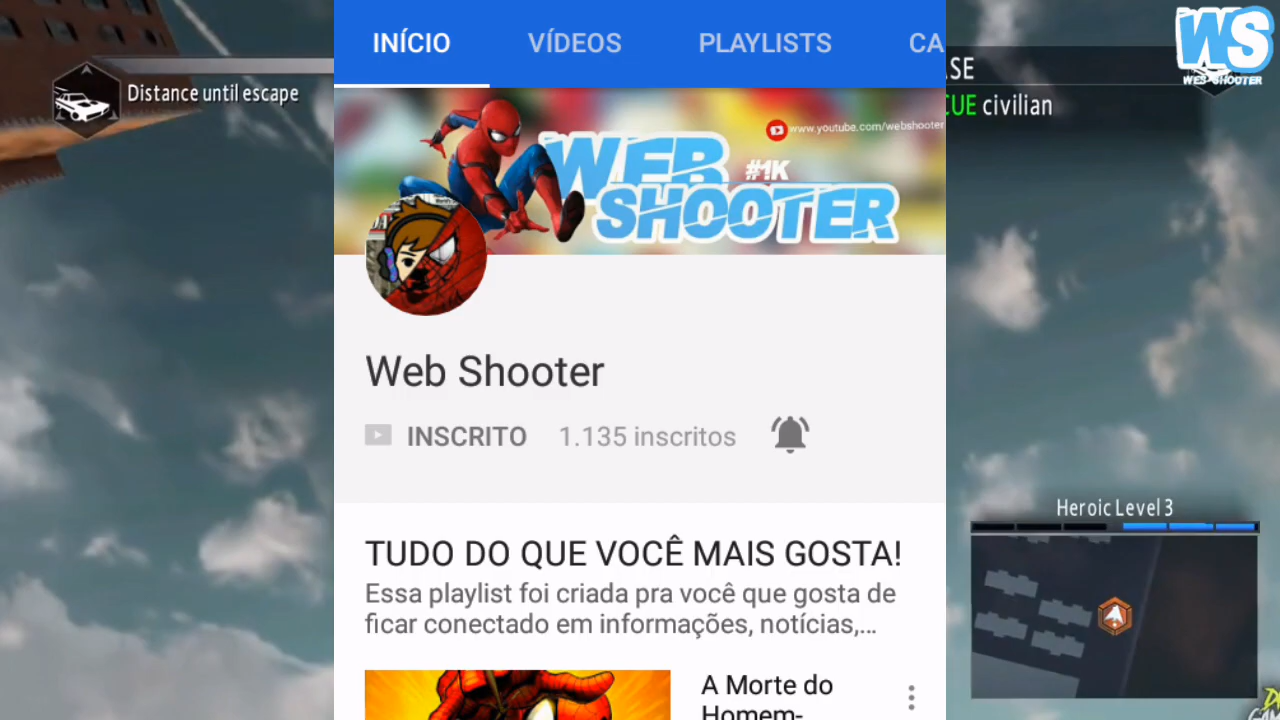 INÍCIO VÍDEOS PLAYLISTS CA
WS
WEB SHOOTER
Distance until escape
ASE
CUE civilian
www.youtube.com/webshooter
WEB #1K
SHOOTER
Web Shooter
INSCRITO 1.135 inscritos
Heroic Level 3
TUDO DO QUE VOCÊ MAIS GOSTA!
Essa playlist foi criada pra você que gosta de
ficar conectado em informações, notícias,...
A Morte do
Homem-